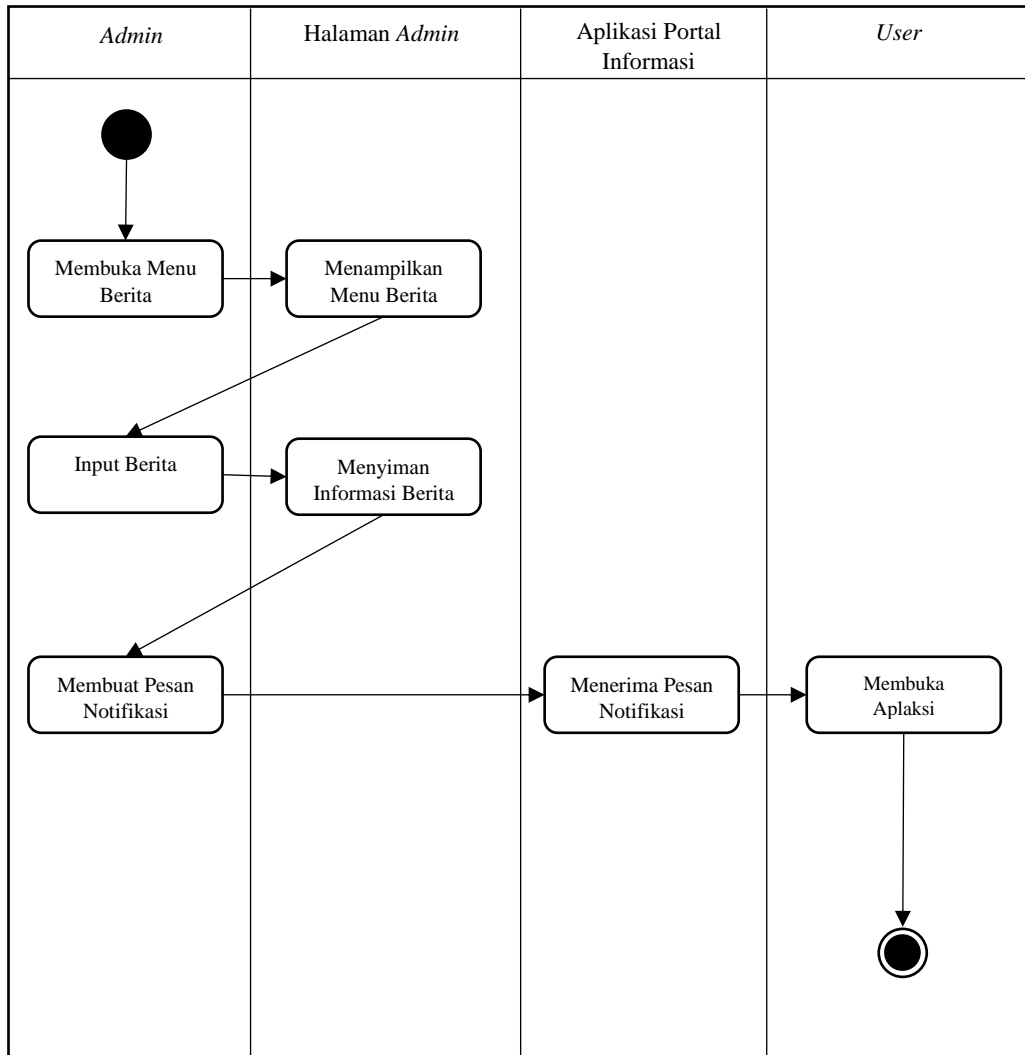 Admin
Halaman Admin
Aplikasi Portal
Informasi
User
Membuka Menu
Berita
Menampilkan
Menu Berita
Input Berita
Menyiman
Informasi Berita
Membuat Pesan
Notifikasi
Menerima Pesan
Notifikasi
Membuka
Aplaksi